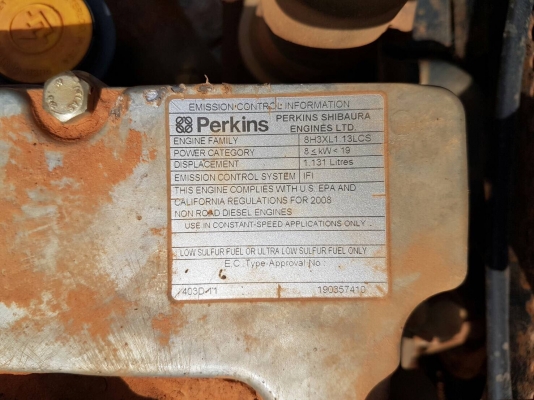 EMISSION CONTROL INFORMATION
Perkins PERKINS SHIBAURA
ENGINES LTD.
ENGINE FAMILY 8H3XL1.13LCS
POWER CATEGORY 8 ≤ kW < 19
DISPLACEMENT 1.131 Litres
EMISSION CONTROL SYSTEM IFI
THIS ENGINE COMPLIES WITH U.S. EPA AND
CALIFORNIA REGULATIONS FOR 2008
NON ROAD DIESEL ENGINES
USE IN CONSTANT-SPEED APPLICATIONS ONLY
LOW SULFUR FUEL OR ULTRA LOW SULFUR FUEL ONLY
E.C. Type-Approval No
403D-11 190357410